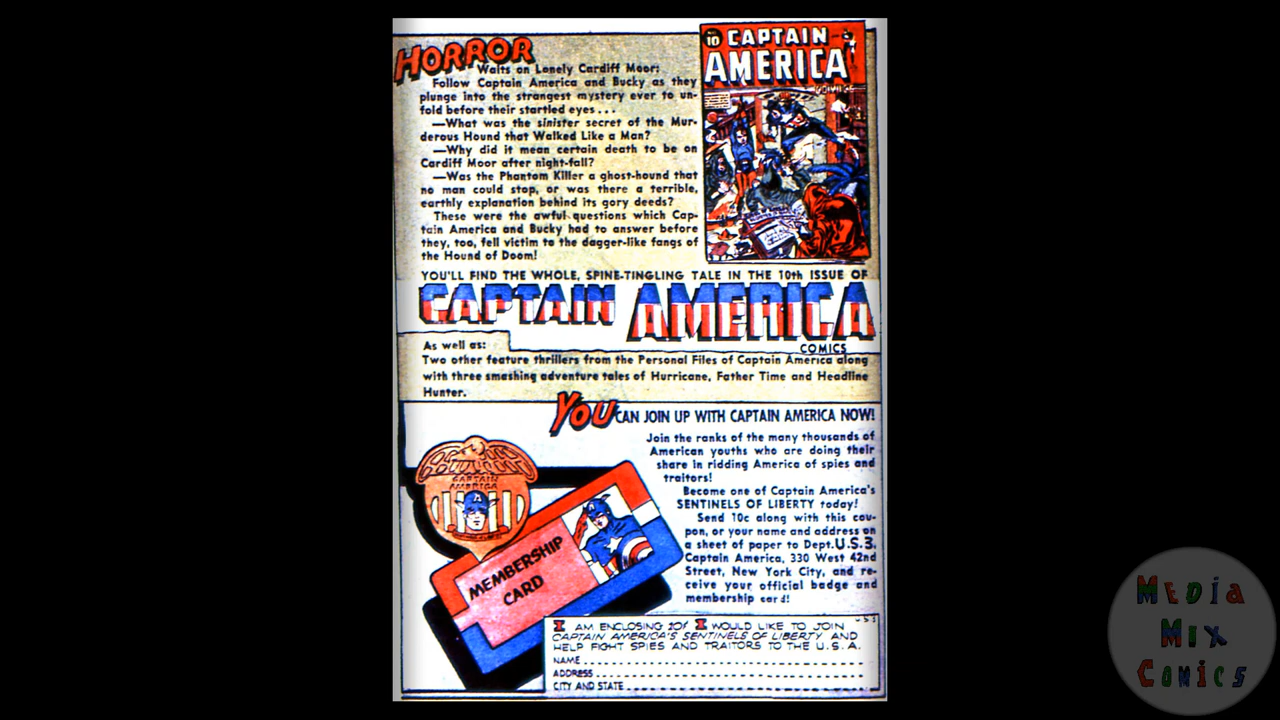 HORROR
Waits on Lonely Cardiff Moor:
Follow Captain America and Bucky as they
plunge into the strangest mystery ever to un-
fold before their startled eyes...
—What was the sinister secret of the Mur-
derous Hound that Walked Like a Man?
—Why did it mean certain death to be on
Cardiff Moor after night-fall?
—Was the Phantom Killer a ghost-hound that
no man could stop, or was there a terrible,
earthly explanation behind its gory deeds?
These were the awful questions which Cap-
tain America and Bucky had to answer before
they, too, fell victim to the dagger-like fangs of
the Hound of Doom!
10
CAPTAIN
AMERICA
YOU'LL FIND THE WHOLE, SPINE-TINGLING TALE IN THE 10th ISSUE OF
CAPTAIN AMERICA
COMICS
As well as:
Two other feature thrillers from the Personal Files of Captain America along
with three smashing adventure tales of Hurricane, Father Time and Headline
Hunter.
YOU CAN JOIN UP WITH CAPTAIN AMERICA NOW!
Join the ranks of the many thousands of
American youths who are doing their
share in ridding America of spies and
traitors!
Become one of Captain America's
SENTINELS OF LIBERTY today!
Send 10c along with this cou-
pon, or your name and address on
a sheet of paper to Dept. U.S.3.
Captain America, 330 West 42nd
Street, New York City, and re-
ceive your official badge and
membership card!
CAPTAIN
AMERICA
MEMBERSHIP
CARD
U.S.3
I AM ENCLOSING 10¢ I WOULD LIKE TO JOIN
CAPTAIN AMERICA'S SENTINELS OF LIBERTY AND
HELP FIGHT SPIES AND TRAITORS TO THE U.S.A.
NAME
ADDRESS
CITY AND STATE
MEDiA
MiX
COMiCS